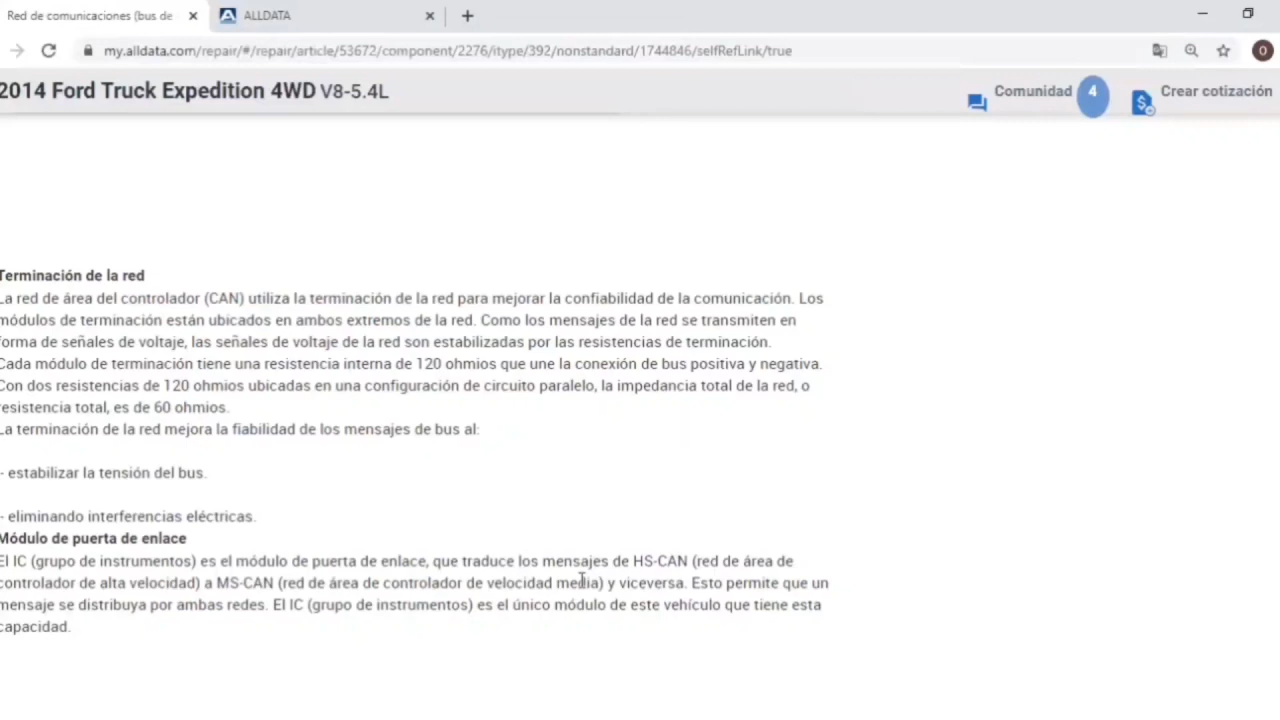 Red de comunicaciones (bus de
ALLDATA
my.alldata.com/repair/#/repair/article/53672/component/2276/itype/392/nonstandard/1744846/selfRefLink/true
O
2014 Ford Truck Expedition 4WD V8-5.4L
Comunidad 4 Crear cotización
Terminación de la red
La red de área del controlador (CAN) utiliza la terminación de la red para mejorar la confiabilidad de la comunicación. Los
módulos de terminación están ubicados en ambos extremos de la red. Como los mensajes de la red se transmiten en
forma de señales de voltaje, las señales de voltaje de la red son estabilizadas por las resistencias de terminación.
Cada módulo de terminación tiene una resistencia interna de 120 ohmios que une la conexión de bus positiva y negativa.
Con dos resistencias de 120 ohmios ubicadas en una configuración de circuito paralelo, la impedancia total de la red, o
resistencia total, es de 60 ohmios.
La terminación de la red mejora la fiabilidad de los mensajes de bus al:
- estabilizar la tensión del bus.
- eliminando interferencias eléctricas.
Módulo de puerta de enlace
El IC (grupo de instrumentos) es el módulo de puerta de enlace, que traduce los mensajes de HS-CAN (red de área de
controlador de alta velocidad) a MS-CAN (red de área de controlador de velocidad media) y viceversa. Esto permite que un
mensaje se distribuya por ambas redes. El IC (grupo de instrumentos) es el único módulo de este vehículo que tiene esta
capacidad.